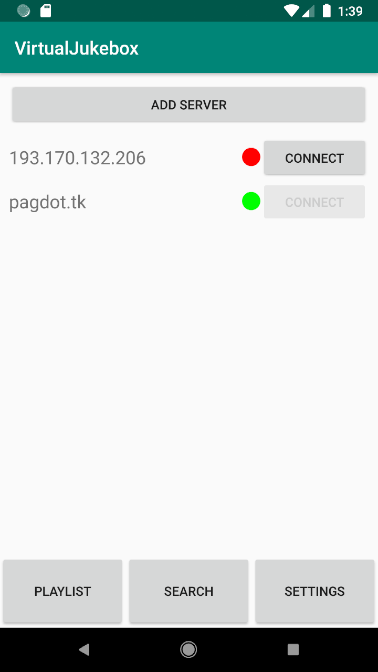 1:39
VirtualJukebox
ADD SERVER
193.170.132.206 CONNECT
pagdot.tk CONNECT
PLAYLIST SEARCH SETTINGS